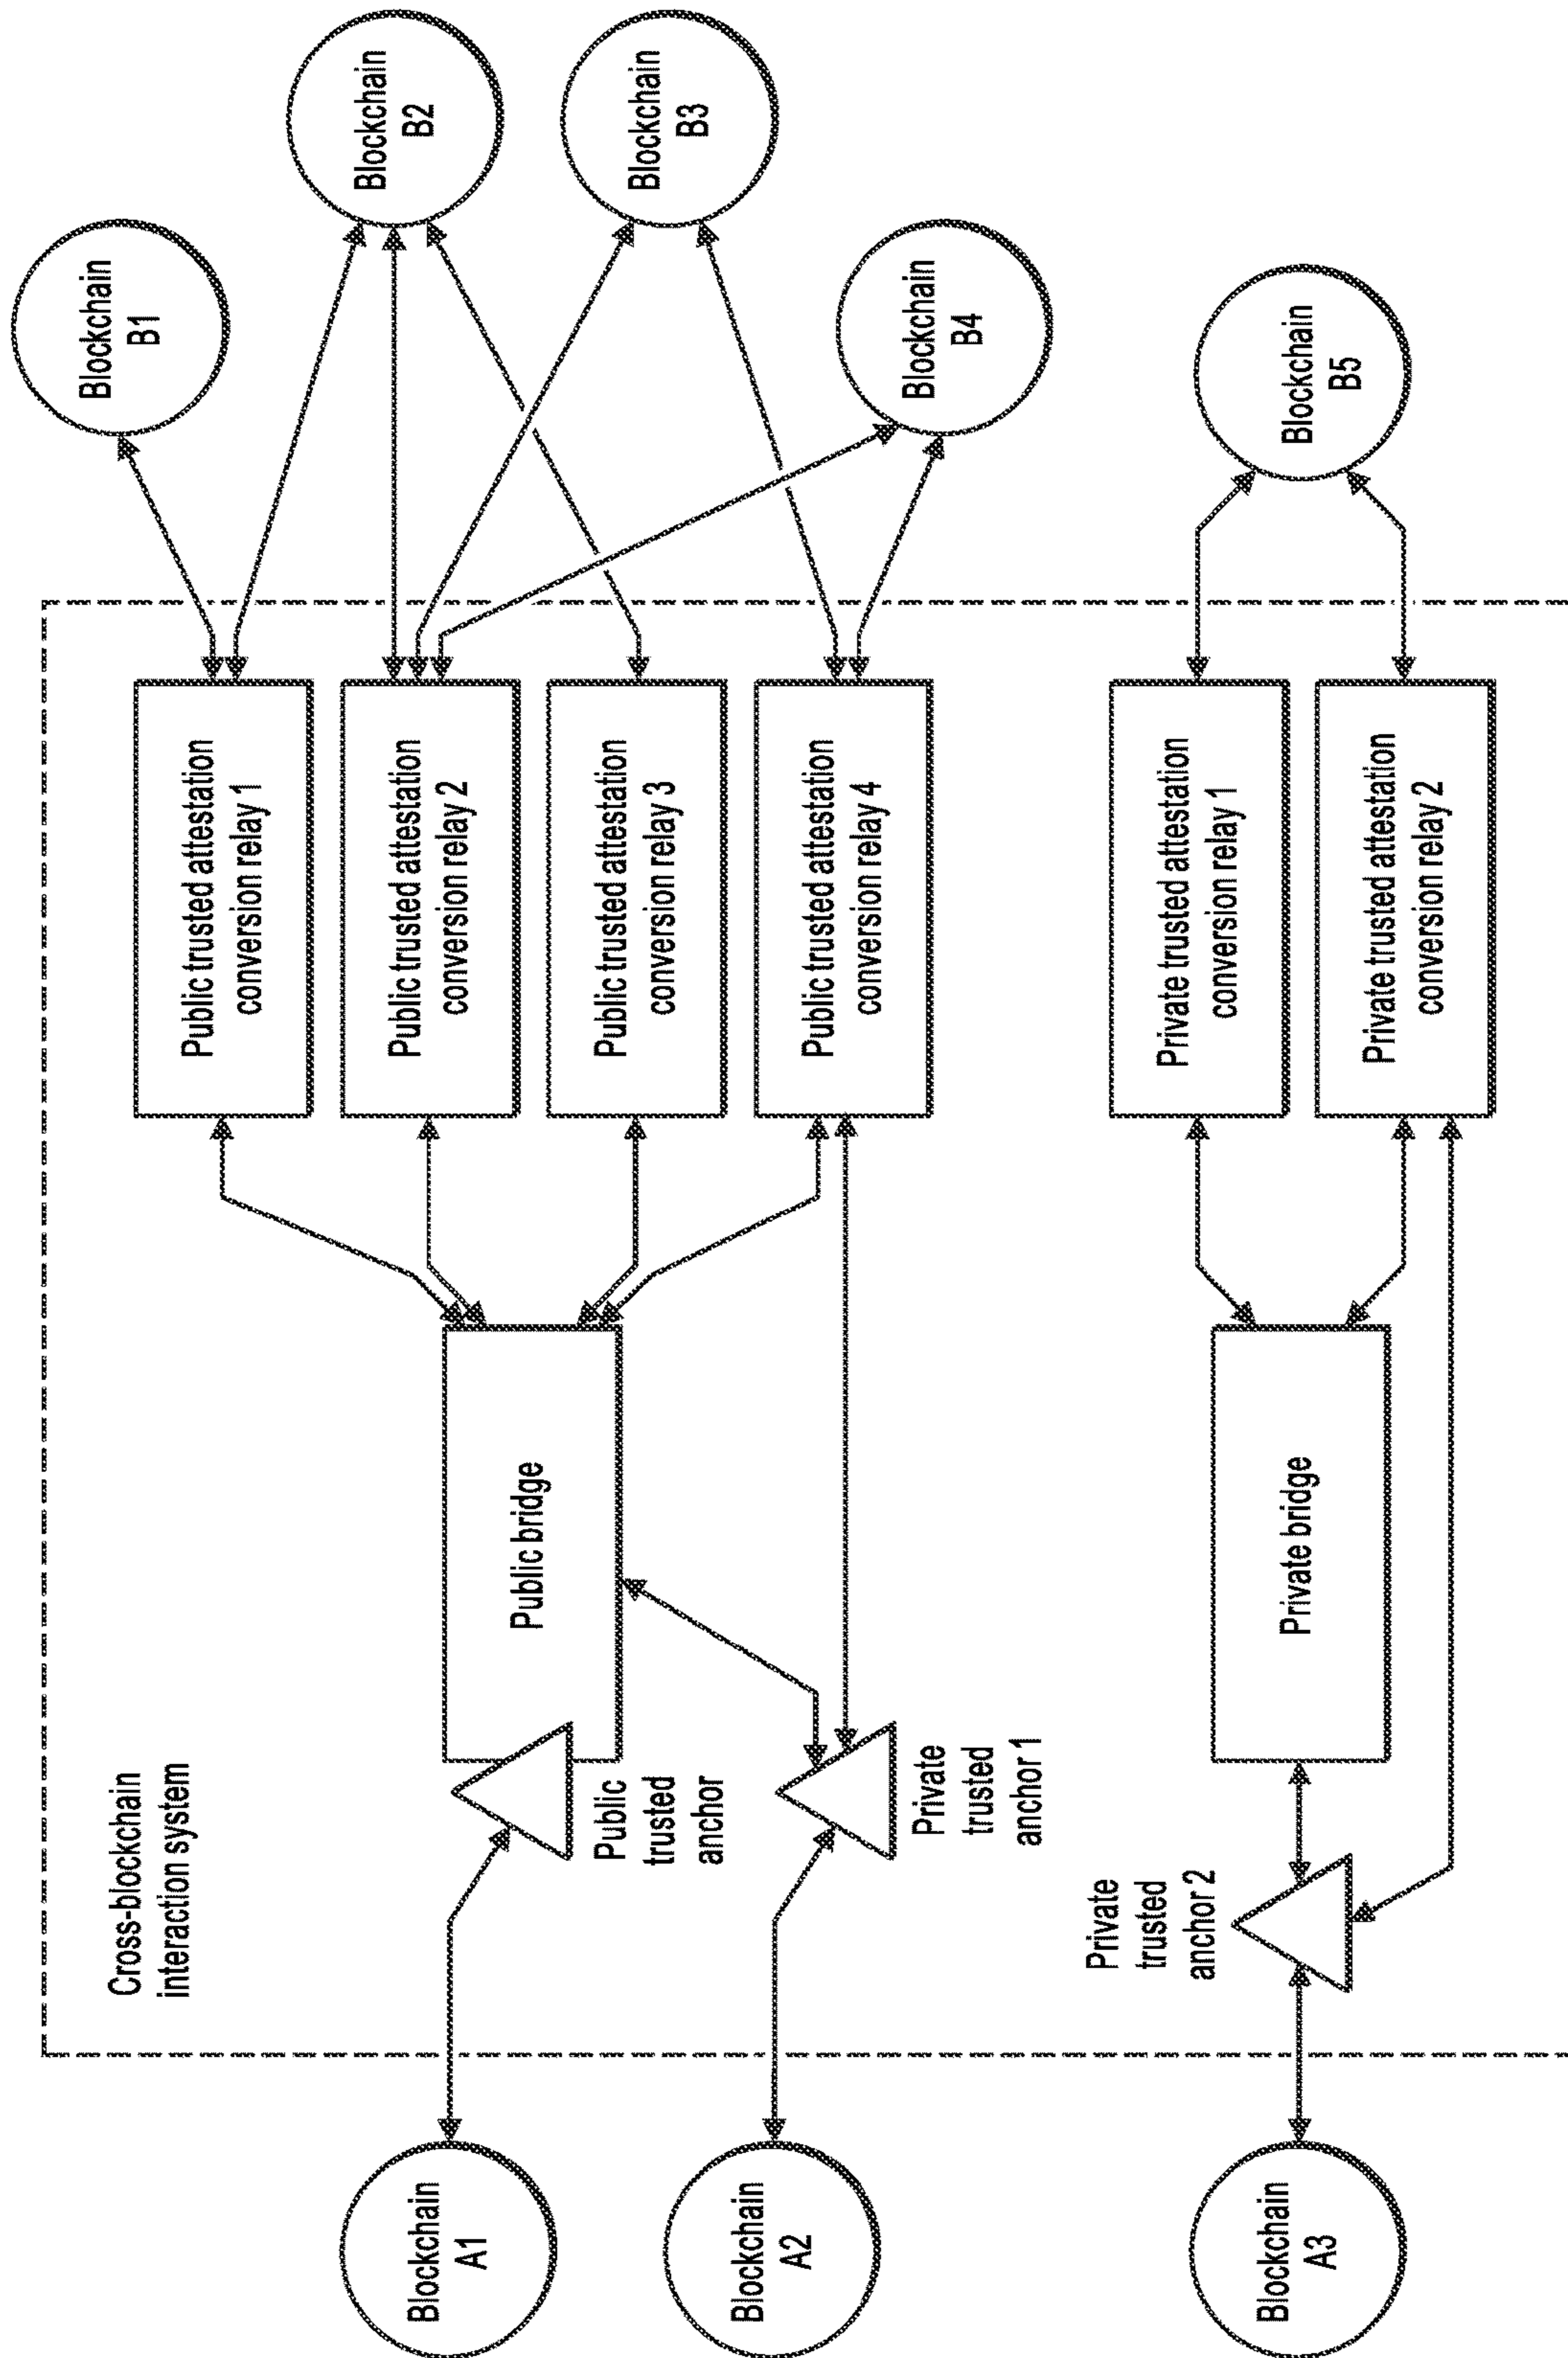 Cross-blockchain
interaction system
Blockchain
A1
Blockchain
A2
Blockchain
A3
Public
trusted
anchor
Private
trusted
anchor 1
Private
trusted
anchor 2
Public bridge
Private bridge
Public trusted attestation
conversion relay 1
Public trusted attestation
conversion relay 2
Public trusted attestation
conversion relay 3
Public trusted attestation
conversion relay 4
Private trusted attestation
conversion relay 1
Private trusted attestation
conversion relay 2
Blockchain
B1
Blockchain
B2
Blockchain
B3
Blockchain
B4
Blockchain
B5